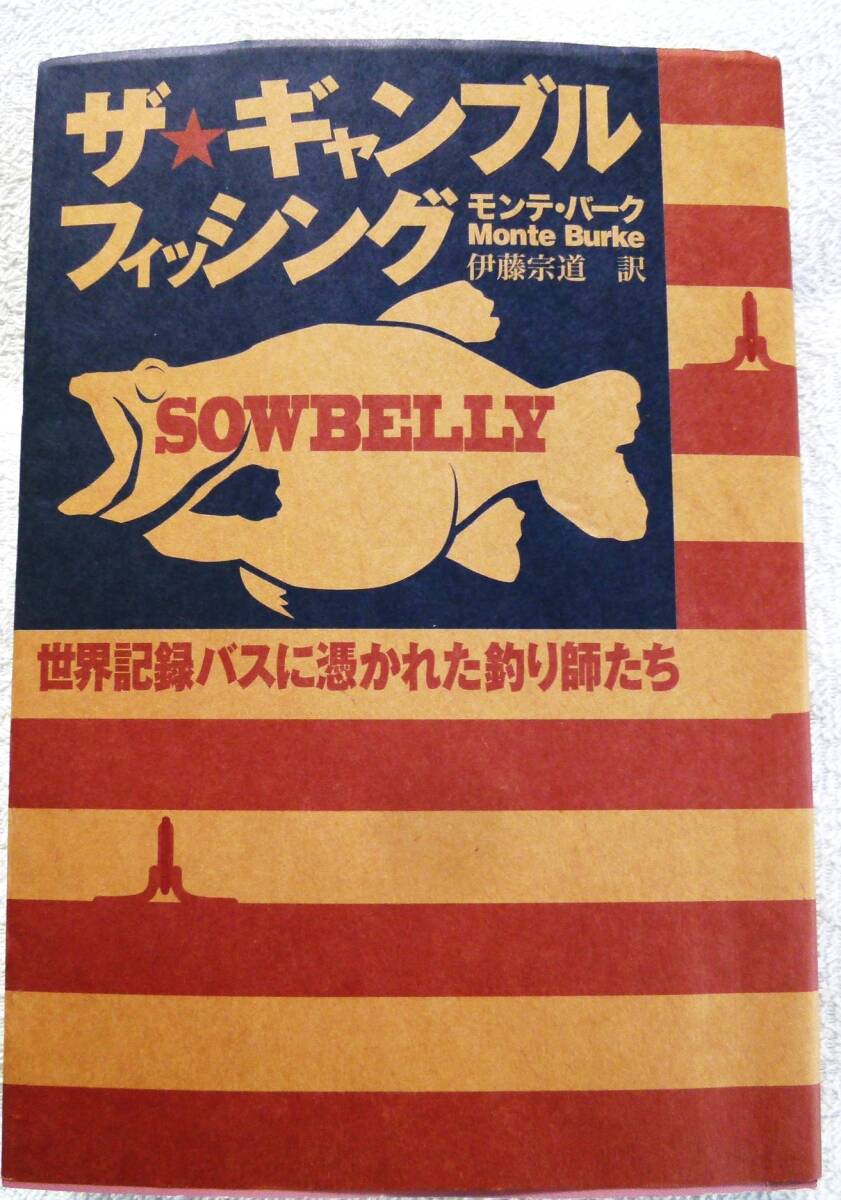 ザ★ギャンブル
フィッシング
モンテ・バーク
Monte Burke
伊藤宗道　訳
SOWBELLY
世界記録バスに憑かれた釣り師たち